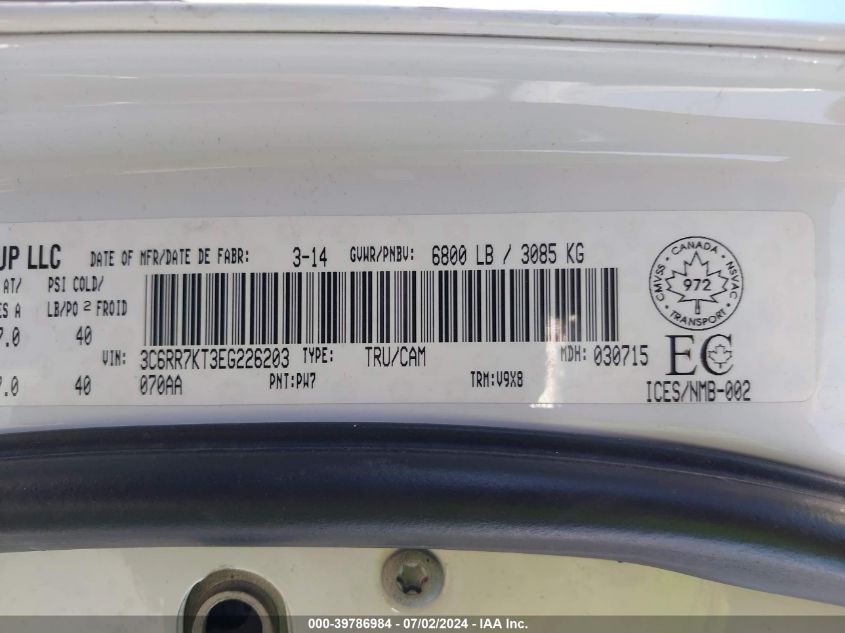 UP LLC DATE OF MFR/DATE DE FABR: 3-14 GVWR/PNBV: 6800 LB / 3085 KG
AT/ PSI COLD/
ES A LB/PO 2 FROID
7.0 40
VIN: 3C6RR7KT3EG226203 TYPE: TRU/CAM MDH: 030715
7.0 40 070AA PNT:PW7 TRM:V9X8
CANADA
CMVSS 972 NSVAC
TRANSPORT
EC
ICES/NMB-002
000-39786984 - 07/02/2024 - IAA Inc.